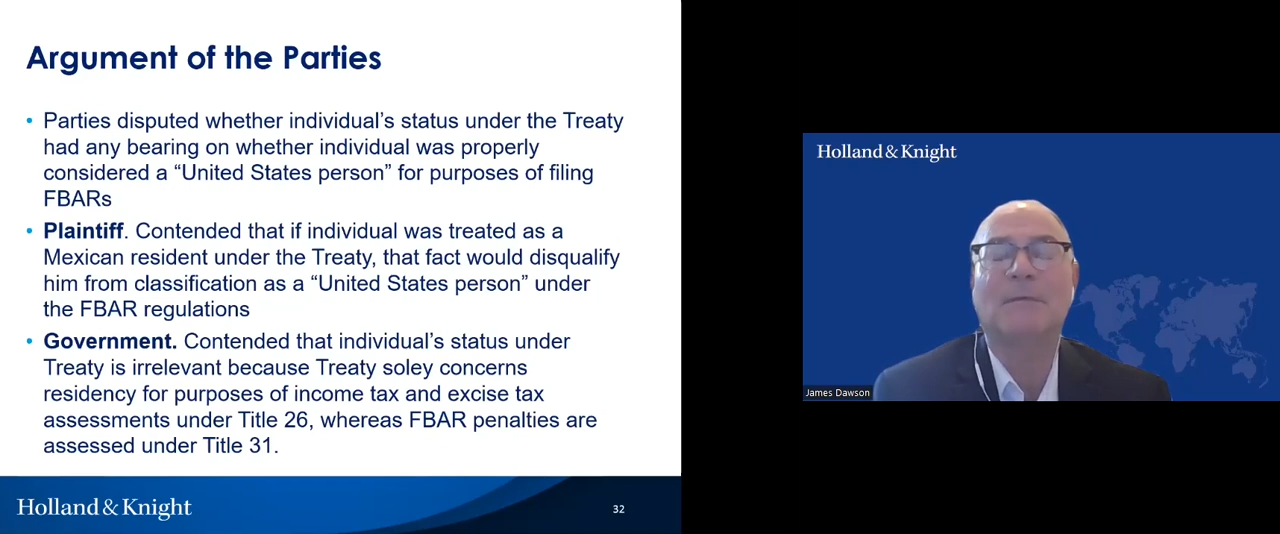 Argument of the Parties
• Parties disputed whether individual’s status under the Treaty
had any bearing on whether individual was properly
considered a “United States person” for purposes of filing
FBARs
• Plaintiff. Contended that if individual was treated as a
Mexican resident under the Treaty, that fact would disqualify
him from classification as a “United States person” under
the FBAR regulations
• Government. Contended that individual’s status under
Treaty is irrelevant because Treaty soley concerns
residency for purposes of income tax and excise tax
assessments under Title 26, whereas FBAR penalties are
assessed under Title 31.
Holland & Knight
32
Holland & Knight
James Dawson